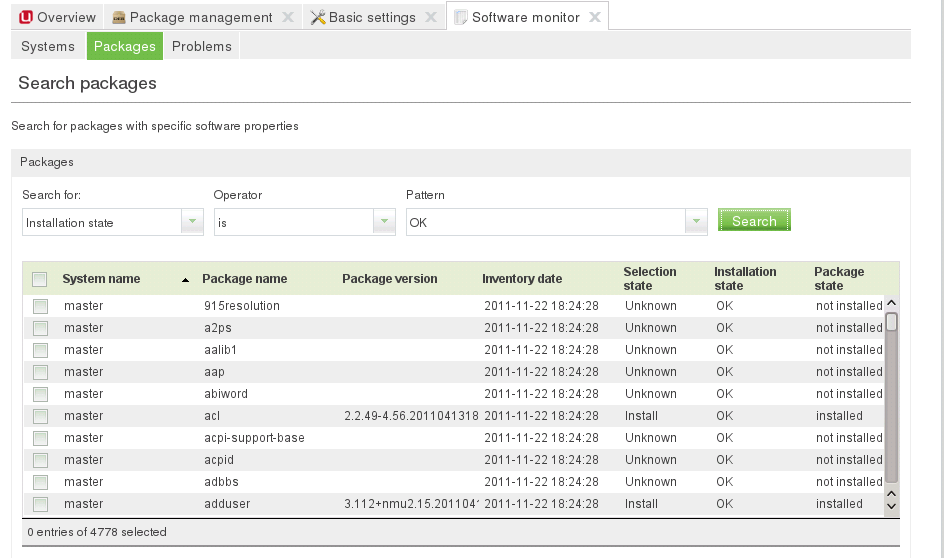 Overview Package management Basic settings Software monitor
Systems Packages Problems
Search packages
Search for packages with specific software properties
Packages
Search for: Operator Pattern
Installation state is OK Search
System name Package name Package version Inventory date Selection state Installation state Package state
master 915resolution 2011-11-22 18:24:28 Unknown OK not installed
master a2ps 2011-11-22 18:24:28 Unknown OK not installed
master aalib1 2011-11-22 18:24:28 Unknown OK not installed
master aap 2011-11-22 18:24:28 Unknown OK not installed
master abiword 2011-11-22 18:24:28 Unknown OK not installed
master acl 2.2.49-4.56.2011041318 2011-11-22 18:24:28 Install OK installed
master acpi-support-base 2011-11-22 18:24:28 Unknown OK not installed
master acpid 2011-11-22 18:24:28 Unknown OK not installed
master adbbs 2011-11-22 18:24:28 Unknown OK not installed
master adduser 3.112+nmu2.15.201104 2011-11-22 18:24:28 Install OK installed
0 entries of 4778 selected